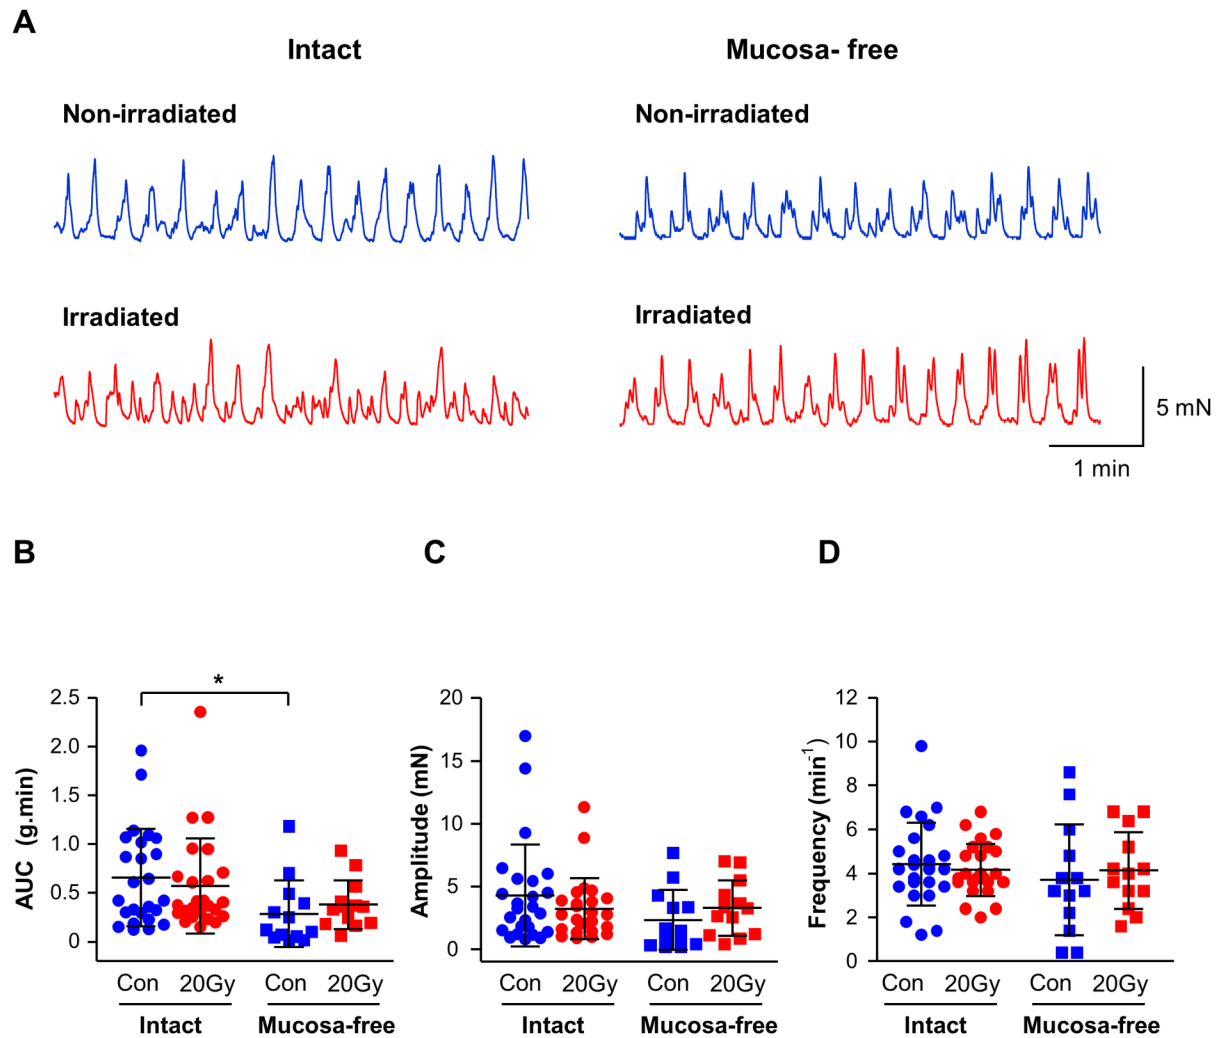 A
Intact Mucosa- free
Non-irradiated Non-irradiated
Irradiated Irradiated
5 mN
1 min
B C D
*
AUC (g.min)
2.5
2.0
1.5
1.0
0.5
0
Con 20Gy Con 20Gy
Intact Mucosa-free
Amplitude (mN)
20
15
10
5
0
Con 20Gy Con 20Gy
Intact Mucosa-free
Frequency (min-1)
12
10
8
6
4
2
0
Con 20Gy Con 20Gy
Intact Mucosa-free